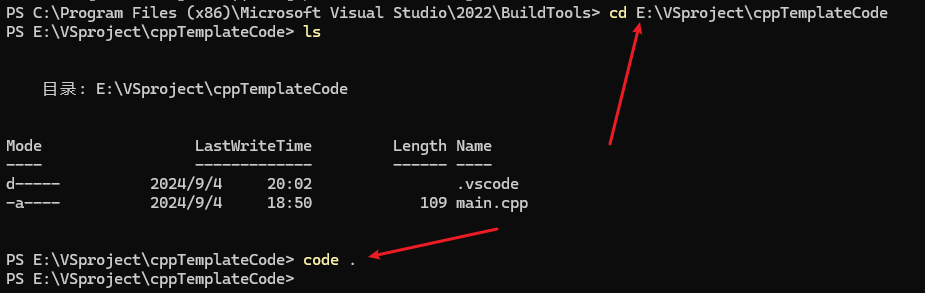 PS C:\Program Files (x86)\Microsoft Visual Studio\2022\BuildTools> cd E:\VSproject\cppTemplateCode
PS E:\VSproject\cppTemplateCode> ls
目录: E:\VSproject\cppTemplateCode
Mode                 LastWriteTime         Length Name
----                 -------------         ------ ----
d-----          2024/9/4     20:02                .vscode
-a----          2024/9/4     18:50            109 main.cpp
PS E:\VSproject\cppTemplateCode> code .
PS E:\VSproject\cppTemplateCode>